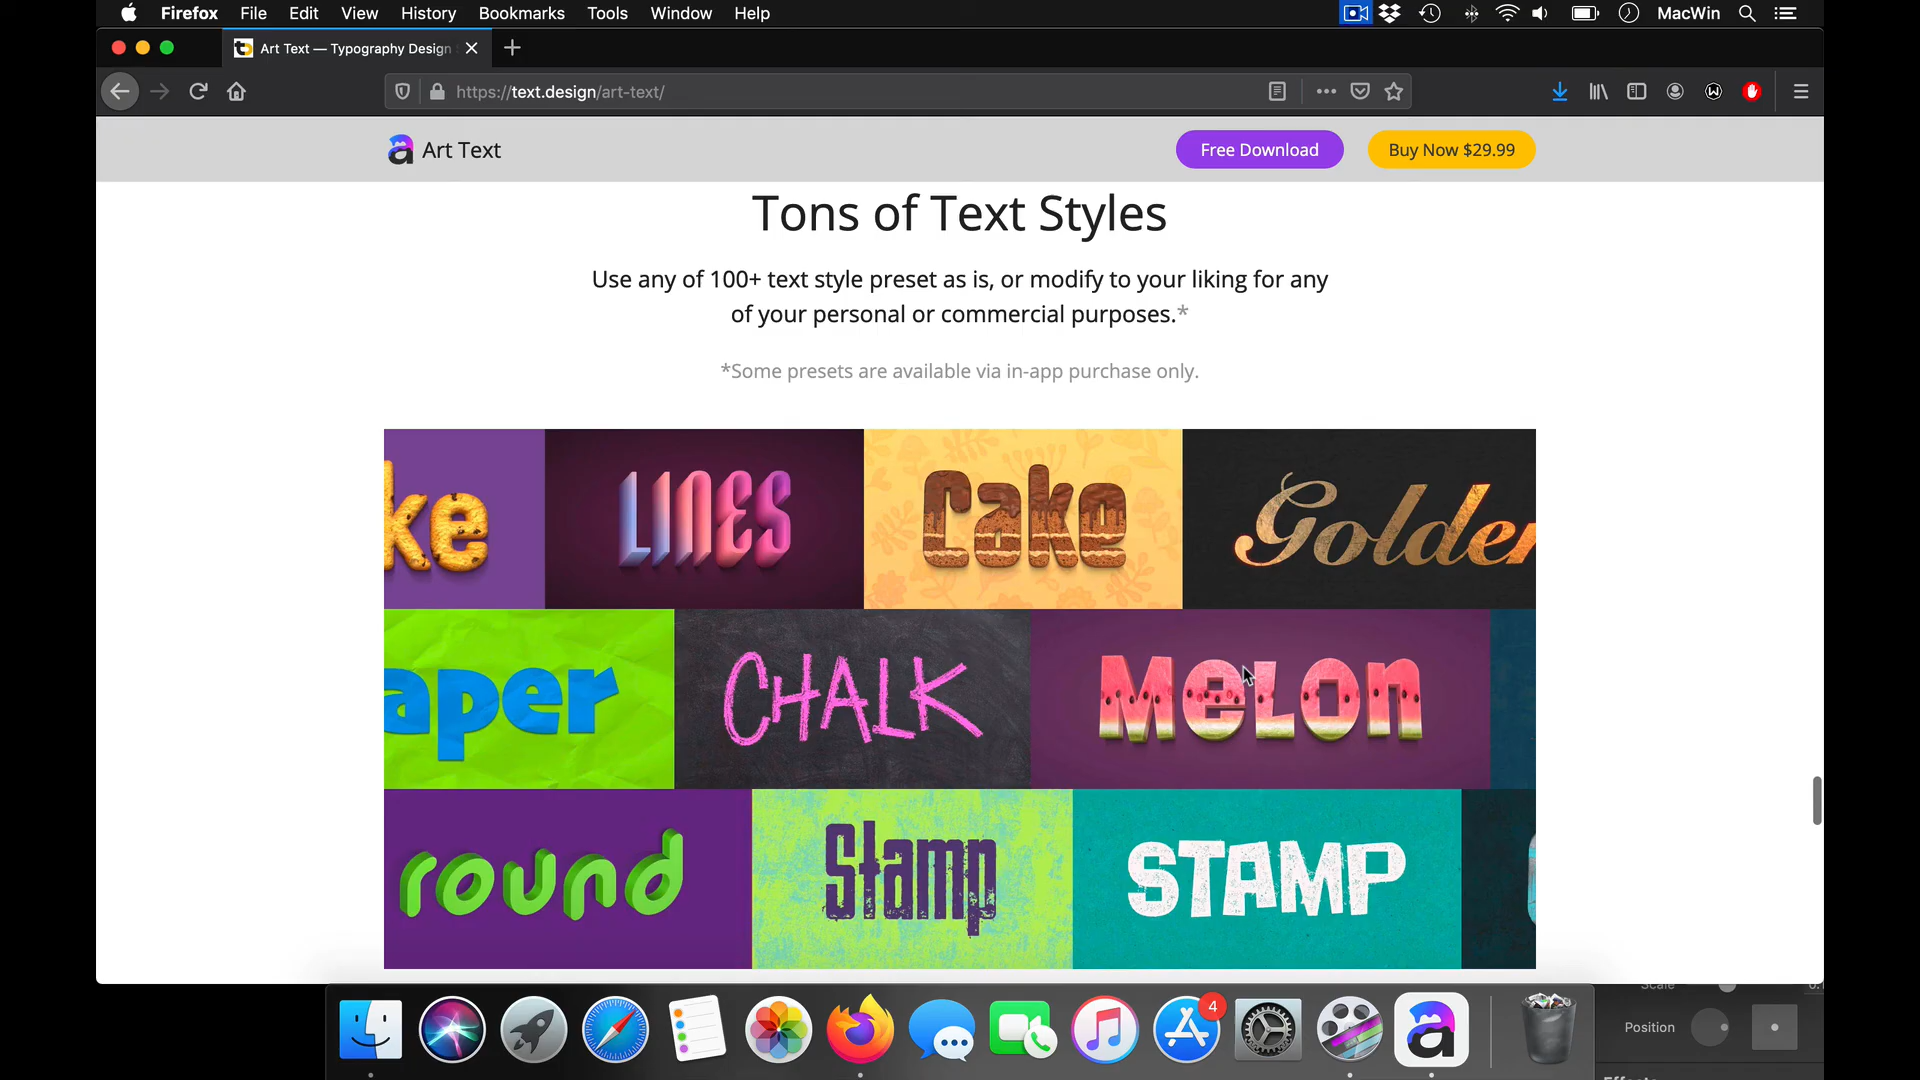 Firefox File Edit View History Bookmarks Tools Window Help MacWin
Art Text — Typography Design
https://text.design/art-text/
Art Text Free Download Buy Now $29.99
Tons of Text Styles
Use any of 100+ text style preset as is, or modify to your liking for any
of your personal or commercial purposes.*
*Some presets are available via in-app purchase only.
ke LINES Cake Golden
aper CHALK Melon
round Stamp STAMP
4
Position